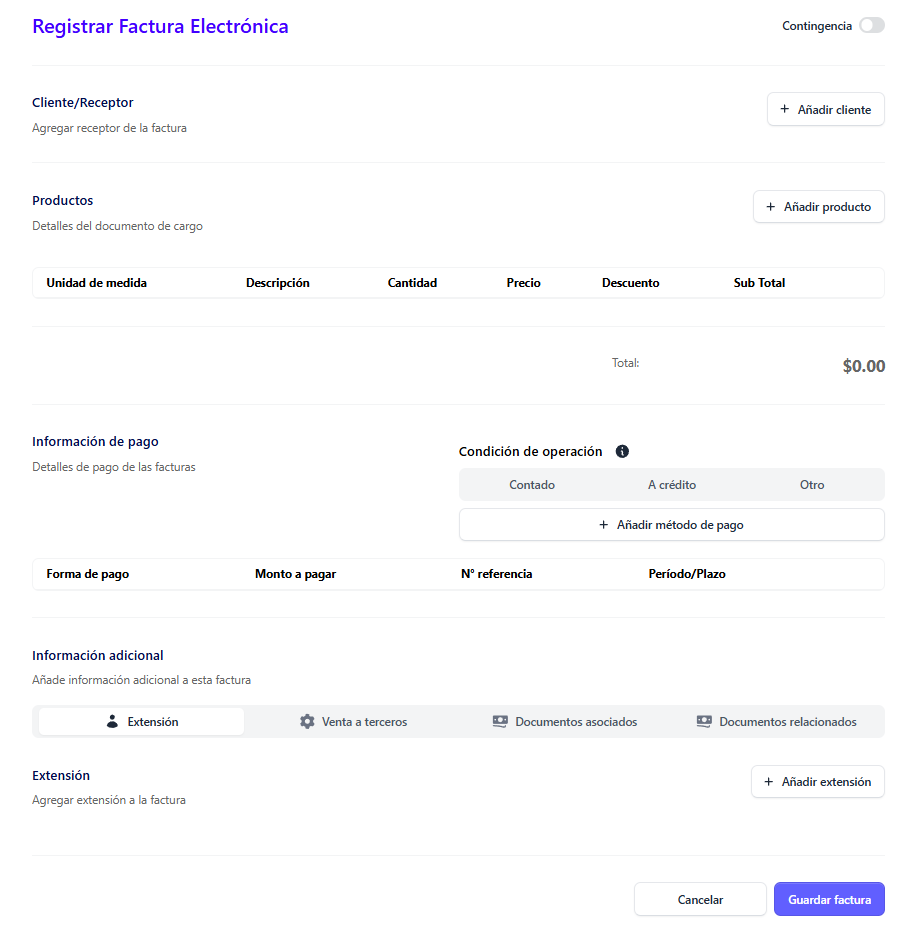 Registrar Factura Electrónica
Contingencia
Cliente/Receptor
Agregar receptor de la factura
+ Añadir cliente
Productos
Detalles del documento de cargo
+ Añadir producto
Unidad de medida Descripción Cantidad Precio Descuento Sub Total
Total: $0.00
Información de pago
Detalles de pago de las facturas
Condición de operación
Contado A crédito Otro
+ Añadir método de pago
Forma de pago Monto a pagar N° referencia Período/Plazo
Información adicional
Añade información adicional a esta factura
Extensión Venta a terceros Documentos asociados Documentos relacionados
Extensión
Agregar extensión a la factura
+ Añadir extensión
Cancelar Guardar factura